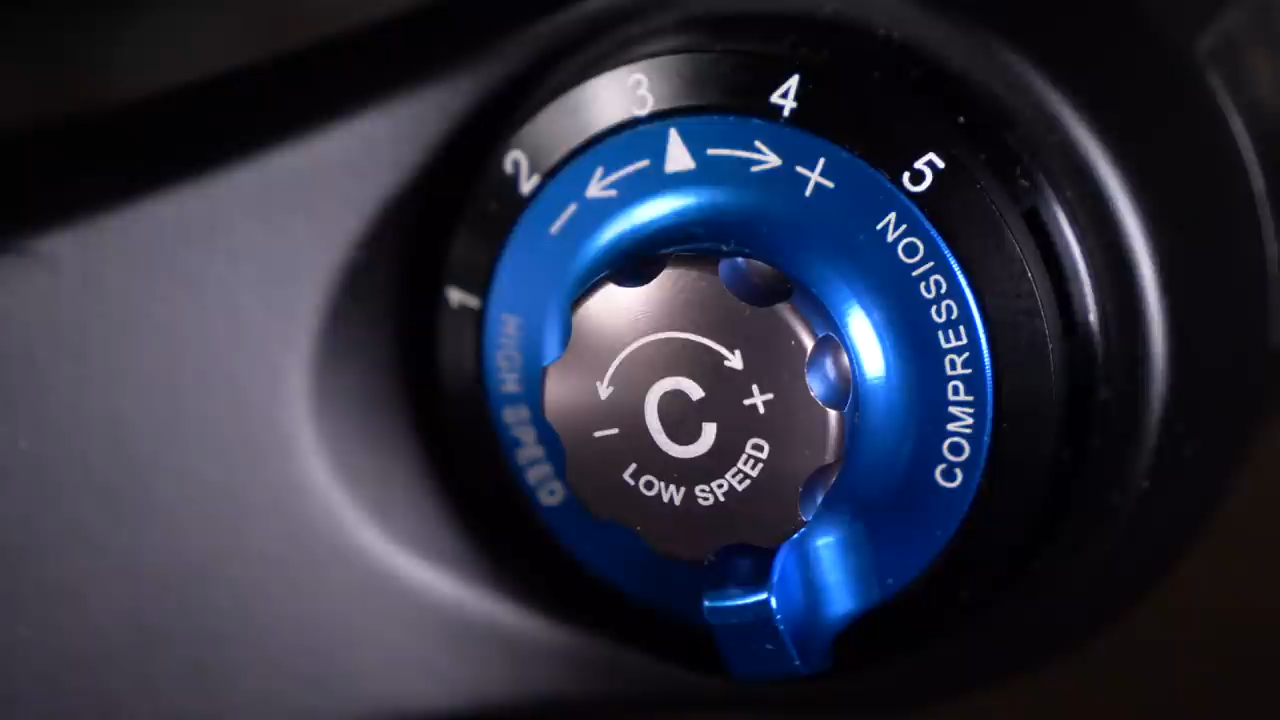 1 2 3 4 5
− +
HIGH SPEED
COMPRESSION
− +
C
LOW SPEED